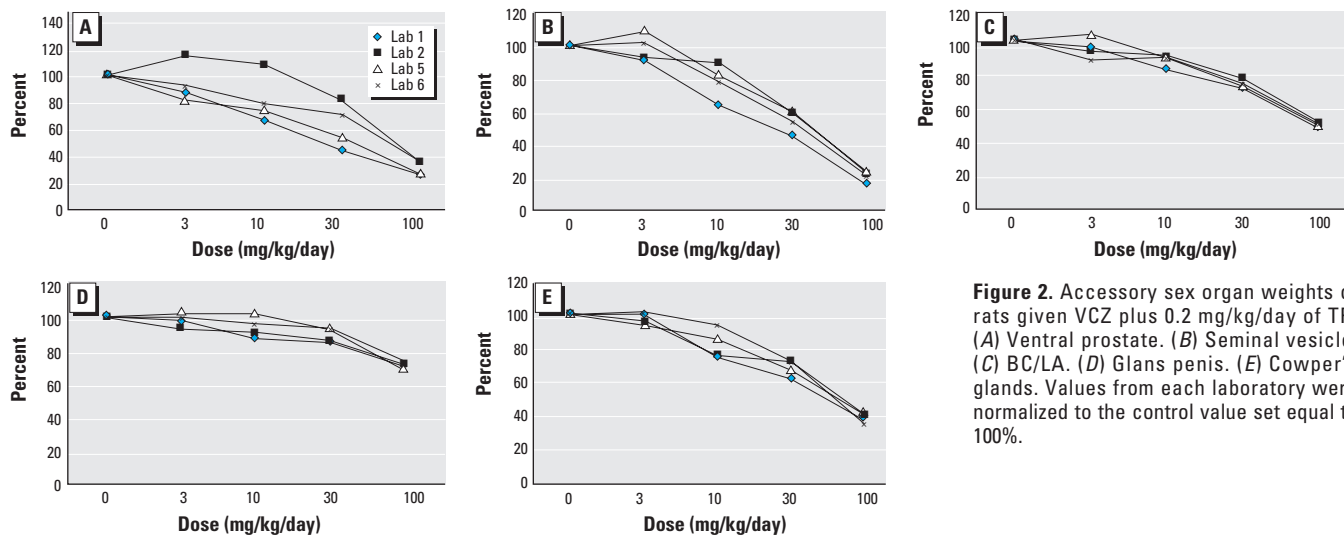 A
140
120
100
80
60
40
20
0
Percent
Lab 1
Lab 2
Lab 5
Lab 6
0 3 10 30 100
Dose (mg/kg/day)
B
120
100
80
60
40
20
0
Percent
0 3 10 30 100
Dose (mg/kg/day)
C
120
100
80
60
40
20
0
Percent
0 3 10 30 100
Dose (mg/kg/day)
D
120
100
80
60
40
20
0
Percent
0 3 10 30 100
Dose (mg/kg/day)
E
120
100
80
60
40
20
0
Percent
0 3 10 30 100
Dose (mg/kg/day)
Figure 2. Accessory sex organ weights
rats given VCZ plus 0.2 mg/kg/day of
(A) Ventral prostate. (B) Seminal vesicle
(C) BC/LA. (D) Glans penis. (E) Cowper'
glands. Values from each laboratory wer
normalized to the control value set equal t
100%.